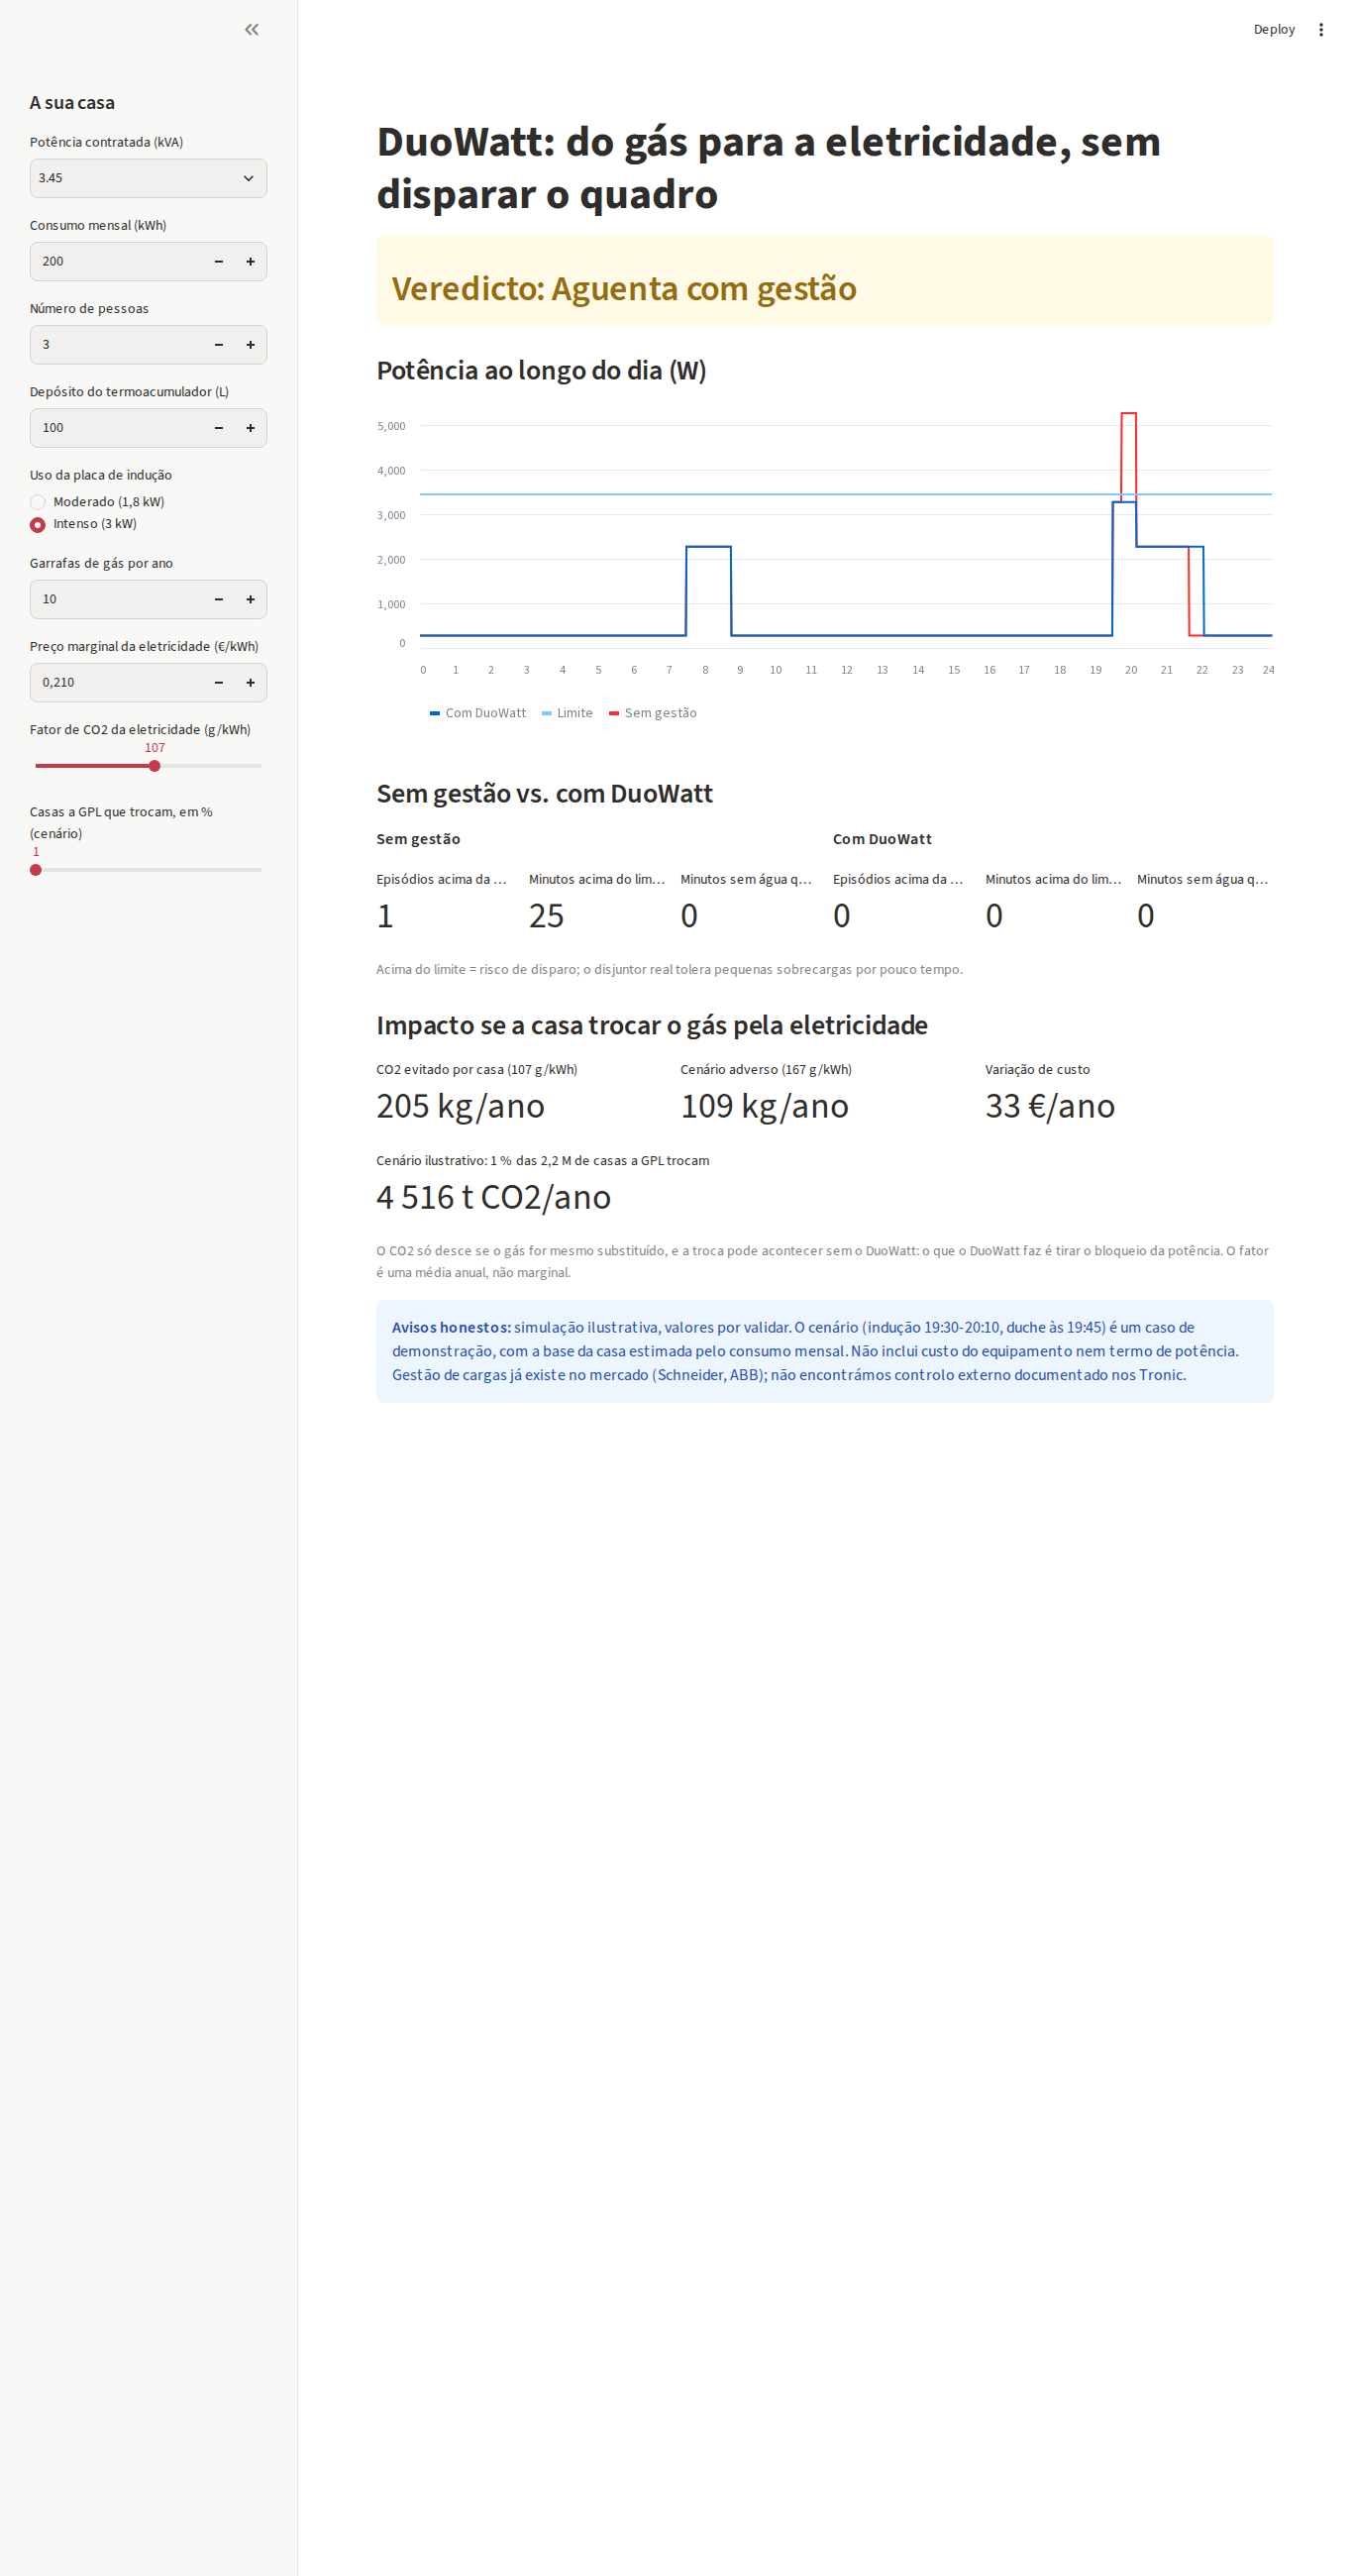 Deploy
A sua casa
Potência contratada (kVA)
3.45
Consumo mensal (kWh)
200
Número de pessoas
3
Depósito do termoacumulador (L)
100
Uso da placa de indução
Moderado (1,8 kW)
Intenso (3 kW)
Garrafas de gás por ano
10
Preço marginal da eletricidade (€/kWh)
0,210
Fator de CO2 da eletricidade (g/kWh)
107
Casas a GPL que trocam, em %
(cenário)
1
DuoWatt: do gás para a eletricidade, sem
disparar o quadro
Veredicto: Aguenta com gestão
Potência ao longo do dia (W)
5,000
4,000
3,000
2,000
1,000
0
0 1 2 3 4 5 6 7 8 9 10 11 12 13 14 15 16 17 18 19 20 21 22 23 24
Com DuoWatt Limite Sem gestão
Sem gestão vs. com DuoWatt
Sem gestão Com DuoWatt
Episódios acima da … Minutos acima do lim… Minutos sem água q… Episódios acima da … Minutos acima do lim… Minutos sem água q…
1 25 0 0 0 0
Acima do limite = risco de disparo; o disjuntor real tolera pequenas sobrecargas por pouco tempo.
Impacto se a casa trocar o gás pela eletricidade
CO2 evitado por casa (107 g/kWh) Cenário adverso (167 g/kWh) Variação de custo
205 kg/ano 109 kg/ano 33 €/ano
Cenário ilustrativo: 1 % das 2,2 M de casas a GPL trocam
4 516 t CO2/ano
O CO2 só desce se o gás for mesmo substituído, e a troca pode acontecer sem o DuoWatt: o que o DuoWatt faz é tirar o bloqueio da potência. O fator
é uma média anual, não marginal.
Avisos honestos: simulação ilustrativa, valores por validar. O cenário (indução 19:30-20:10, duche às 19:45) é um caso de
demonstração, com a base da casa estimada pelo consumo mensal. Não inclui custo do equipamento nem termo de potência.
Gestão de cargas já existe no mercado (Schneider, ABB); não encontrámos controlo externo documentado nos Tronic.